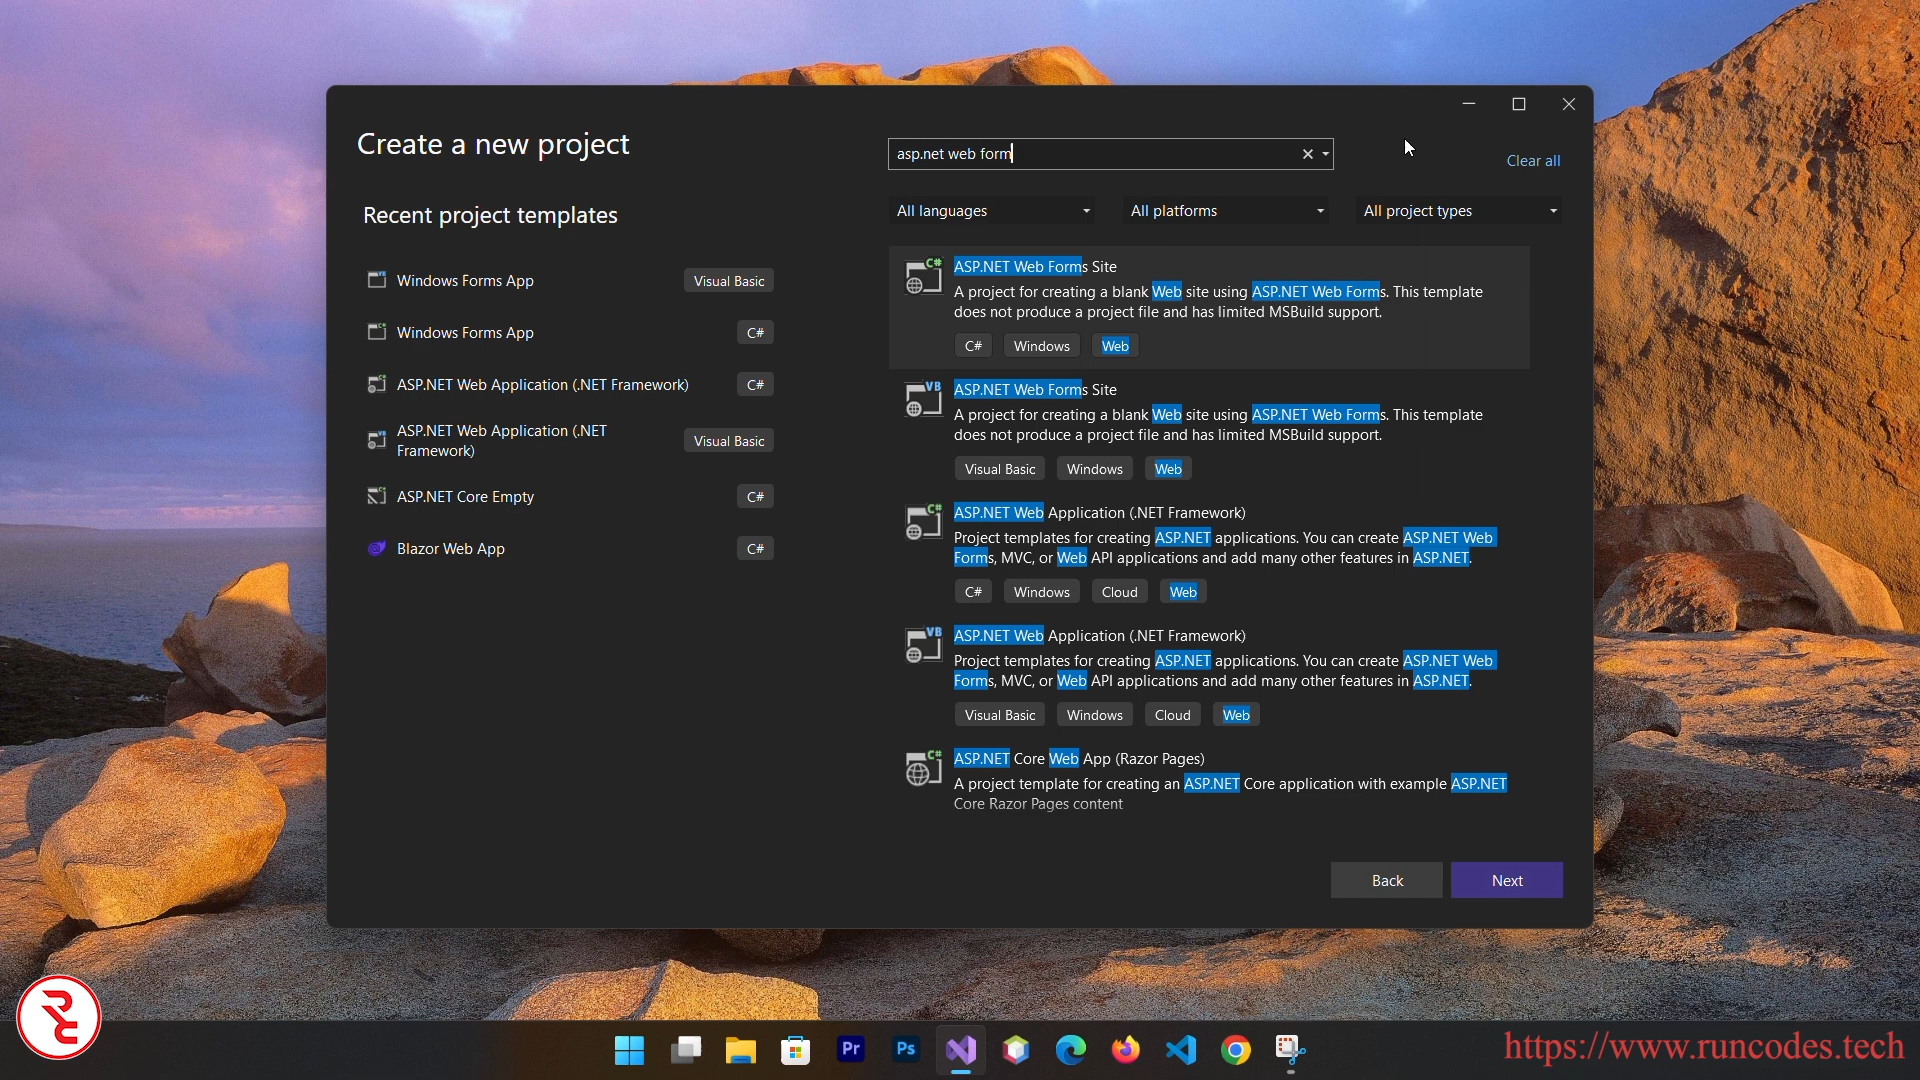 Create a new project
asp.net web form
Clear all
Recent project templates
All languages
All platforms
All project types
Windows Forms App
Visual Basic
Windows Forms App
C#
ASP.NET Web Application (.NET Framework)
C#
ASP.NET Web Application (.NET
Framework)
Visual Basic
ASP.NET Core Empty
C#
Blazor Web App
C#
C#
ASP.NET Web Forms Site
A project for creating a blank Web site using ASP.NET Web Forms. This template
does not produce a project file and has limited MSBuild support.
C# Windows Web
VB
ASP.NET Web Forms Site
A project for creating a blank Web site using ASP.NET Web Forms. This template
does not produce a project file and has limited MSBuild support.
Visual Basic Windows Web
C#
ASP.NET Web Application (.NET Framework)
Project templates for creating ASP.NET applications. You can create ASP.NET Web
Forms, MVC, or Web API applications and add many other features in ASP.NET.
C# Windows Cloud Web
VB
ASP.NET Web Application (.NET Framework)
Project templates for creating ASP.NET applications. You can create ASP.NET Web
Forms, MVC, or Web API applications and add many other features in ASP.NET.
Visual Basic Windows Cloud Web
C#
ASP.NET Core Web App (Razor Pages)
A project template for creating an ASP.NET Core application with example ASP.NET
Core Razor Pages content
Back
Next
Pr
Ps
https://www.runcodes.tech